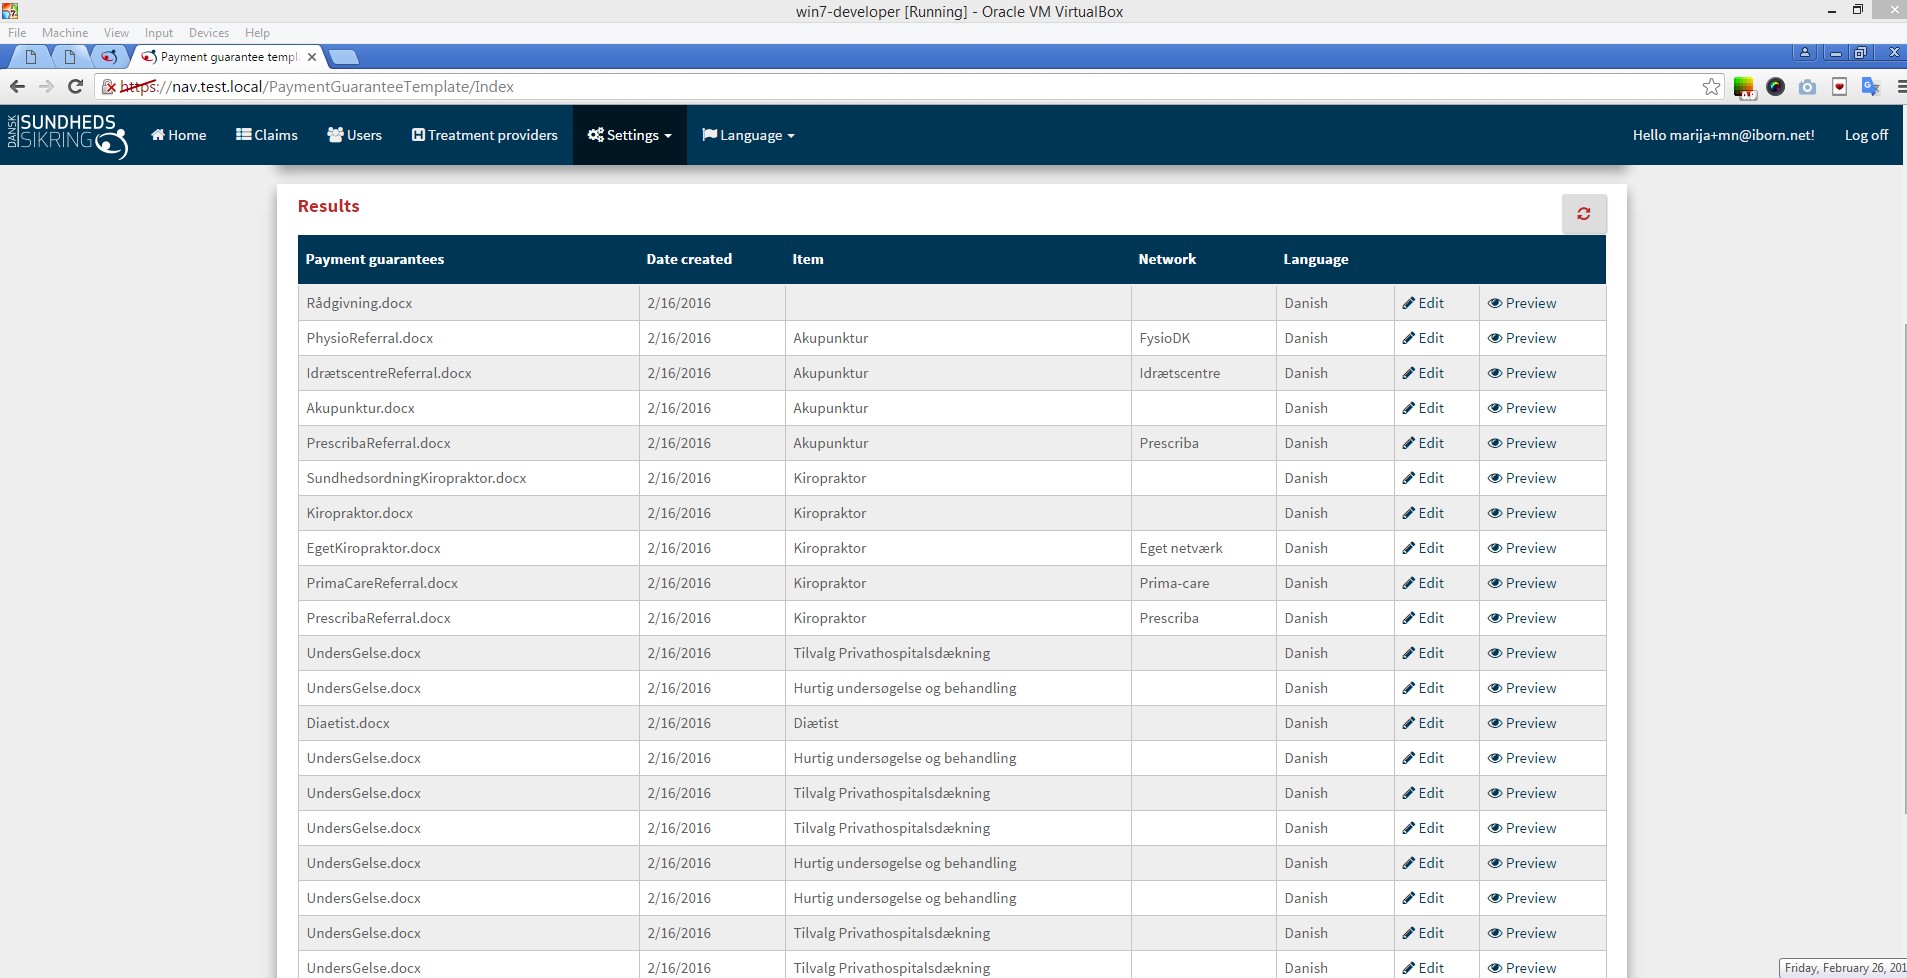 win7-developer [Running] - Oracle VM VirtualBox
File Machine View Input Devices Help
Payment guarantee templ
https://nav.test.local/PaymentGuaranteeTemplate/Index
DANSK SUNDHEDS SIKRING
Home Claims Users Treatment providers Settings Language Hello marija+mn@iborn.net! Log off
Results
Payment guarantees Date created Item Network Language
Rådgivning.docx 2/16/2016 Danish Edit Preview
PhysioReferral.docx 2/16/2016 Akupunktur FysioDK Danish Edit Preview
IdrætscentreReferral.docx 2/16/2016 Akupunktur Idrætscentre Danish Edit Preview
Akupunktur.docx 2/16/2016 Akupunktur Danish Edit Preview
PrescribaReferral.docx 2/16/2016 Akupunktur Prescriba Danish Edit Preview
SundhedsordningKiropraktor.docx 2/16/2016 Kiropraktor Danish Edit Preview
Kiropraktor.docx 2/16/2016 Kiropraktor Danish Edit Preview
EgetKiropraktor.docx 2/16/2016 Kiropraktor Eget netværk Danish Edit Preview
PrimaCareReferral.docx 2/16/2016 Kiropraktor Prima-care Danish Edit Preview
PrescribaReferral.docx 2/16/2016 Kiropraktor Prescriba Danish Edit Preview
UndersGelse.docx 2/16/2016 Tilvalg Privathospitalsdækning Danish Edit Preview
UndersGelse.docx 2/16/2016 Hurtig undersøgelse og behandling Danish Edit Preview
Diaetist.docx 2/16/2016 Diætist Danish Edit Preview
UndersGelse.docx 2/16/2016 Hurtig undersøgelse og behandling Danish Edit Preview
UndersGelse.docx 2/16/2016 Tilvalg Privathospitalsdækning Danish Edit Preview
UndersGelse.docx 2/16/2016 Tilvalg Privathospitalsdækning Danish Edit Preview
UndersGelse.docx 2/16/2016 Hurtig undersøgelse og behandling Danish Edit Preview
UndersGelse.docx 2/16/2016 Hurtig undersøgelse og behandling Danish Edit Preview
UndersGelse.docx 2/16/2016 Tilvalg Privathospitalsdækning Danish Edit Preview
UndersGelse.docx 2/16/2016 Tilvalg Privathospitalsdækning Danish Edit Preview
Friday, February 26, 201